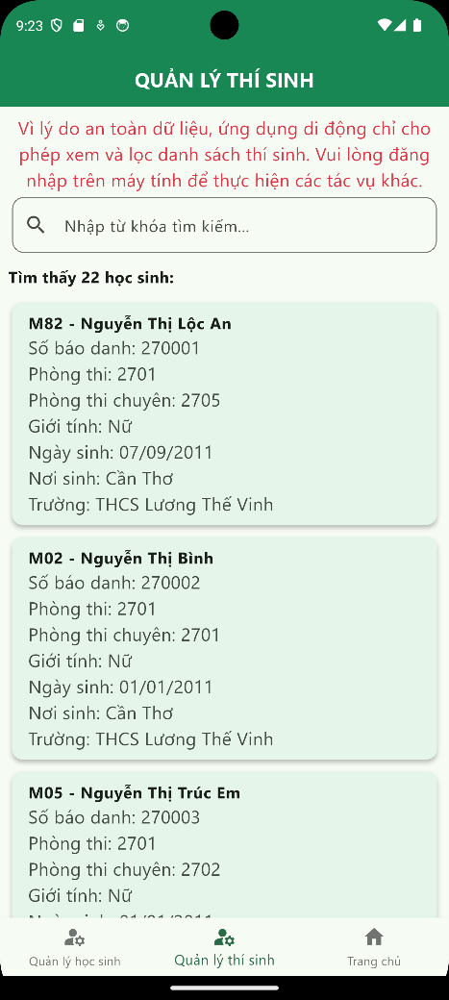 9:23
QUẢN LÝ THÍ SINH
Vì lý do an toàn dữ liệu, ứng dụng di động chỉ cho
phép xem và lọc danh sách thí sinh. Vui lòng đăng
nhập trên máy tính để thực hiện các tác vụ khác.
Nhập từ khóa tìm kiếm...
Tìm thấy 22 học sinh:
M82 - Nguyễn Thị Lộc An
Số báo danh: 270001
Phòng thi: 2701
Phòng thi chuyên: 2705
Giới tính: Nữ
Ngày sinh: 07/09/2011
Nơi sinh: Cần Thơ
Trường: THCS Lương Thế Vinh
M02 - Nguyễn Thị Bình
Số báo danh: 270002
Phòng thi: 2701
Phòng thi chuyên: 2701
Giới tính: Nữ
Ngày sinh: 01/01/2011
Nơi sinh: Cần Thơ
Trường: THCS Lương Thế Vinh
M05 - Nguyễn Thị Trúc Em
Số báo danh: 270003
Phòng thi: 2701
Phòng thi chuyên: 2702
Giới tính: Nữ
Quản lý học sinh
Quản lý thí sinh
Trang chủ